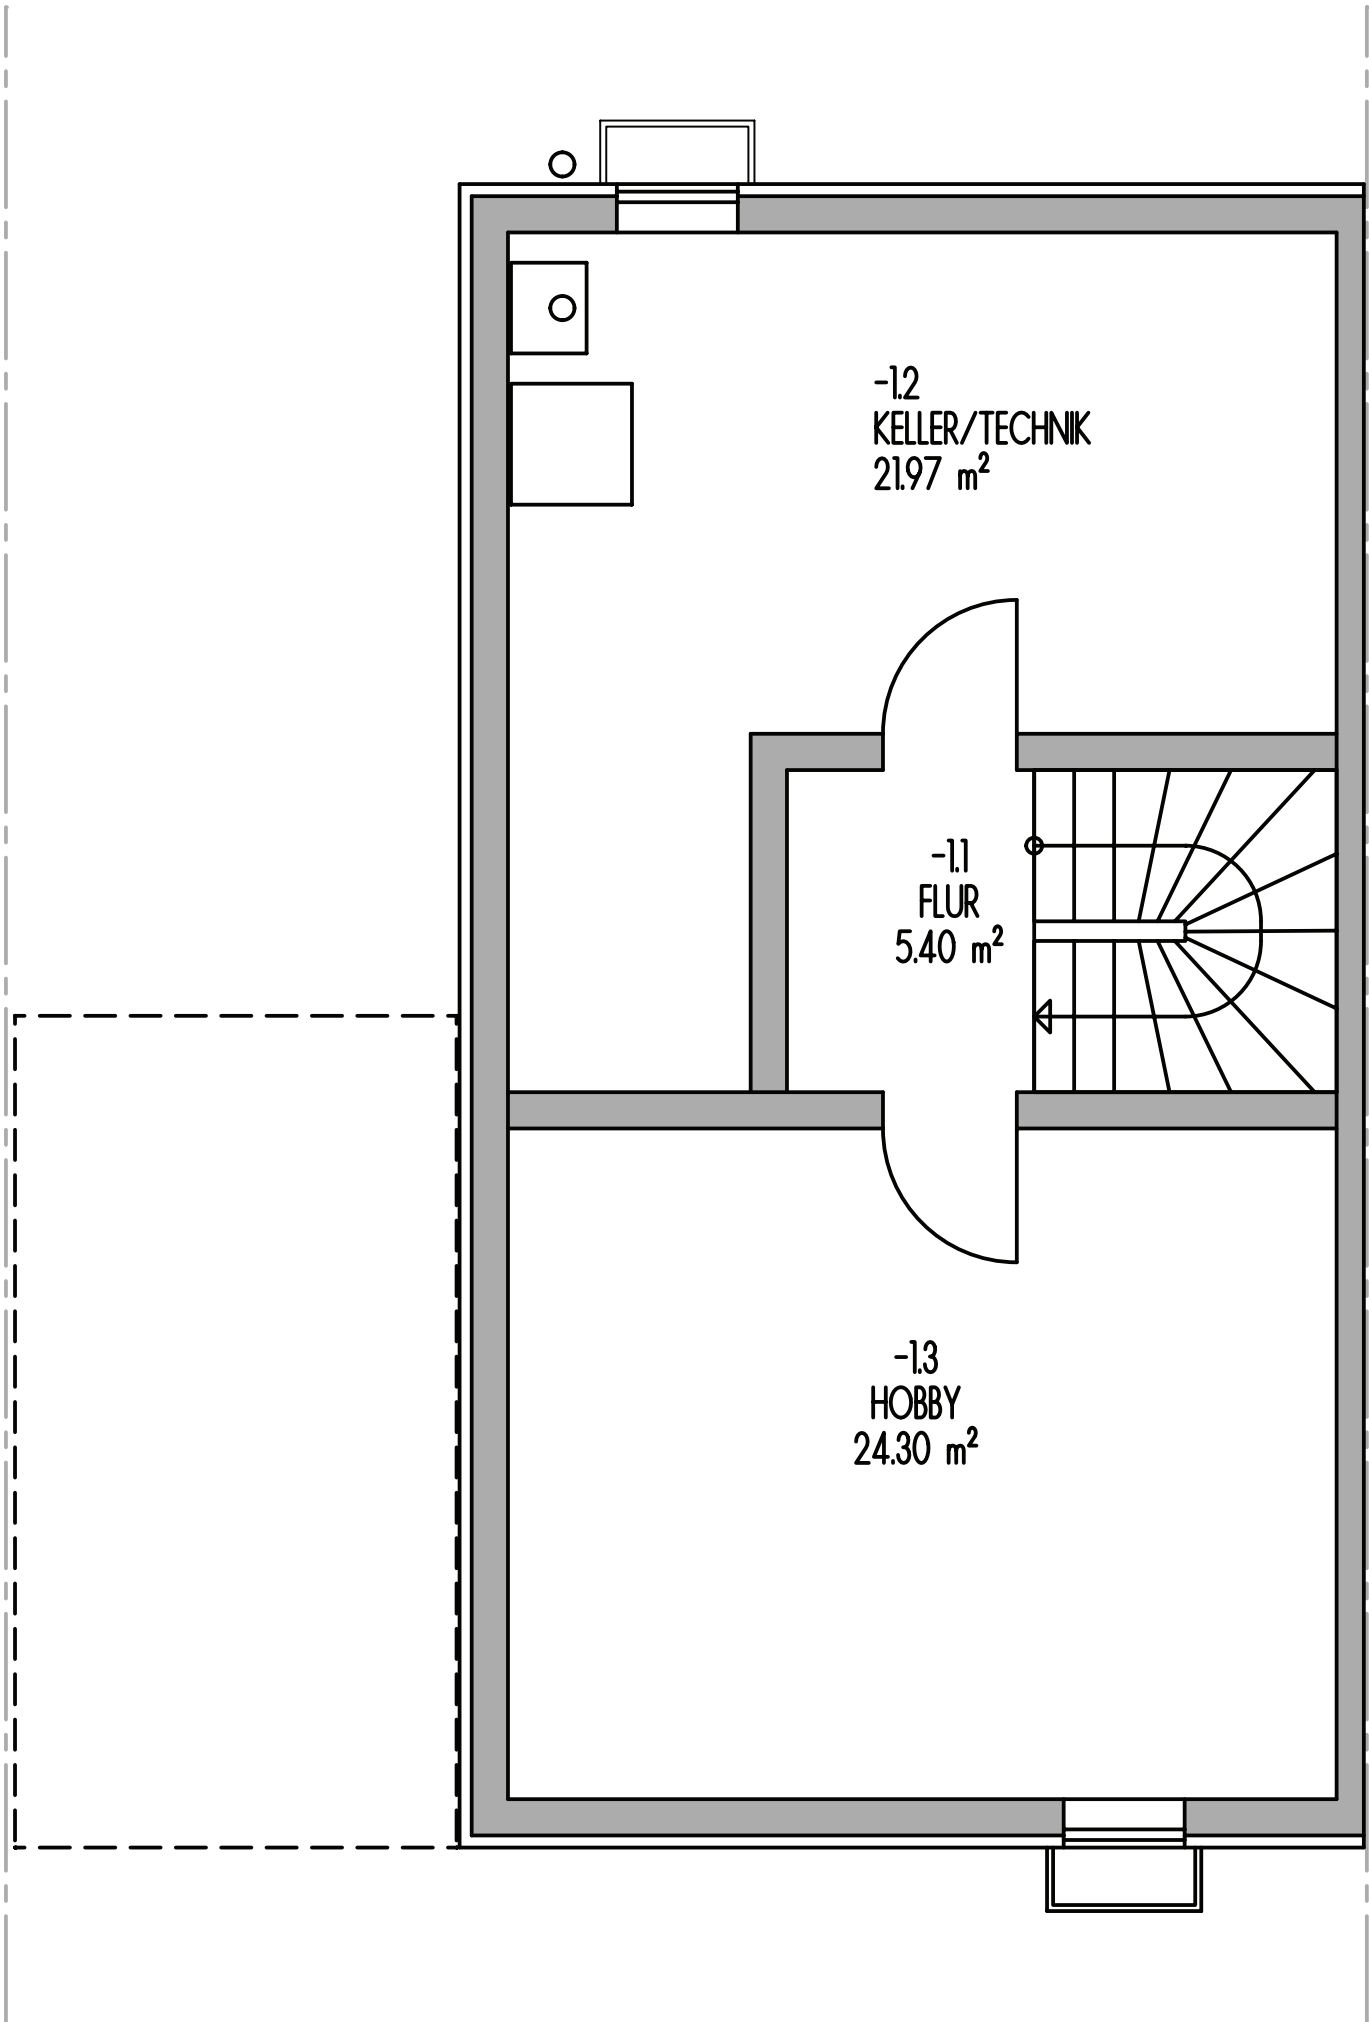 -1.2
KELLER/TECHNIK
21.97 m²
-1.1
FLUR
5.40 m²
-1.3
HOBBY
24.30 m²